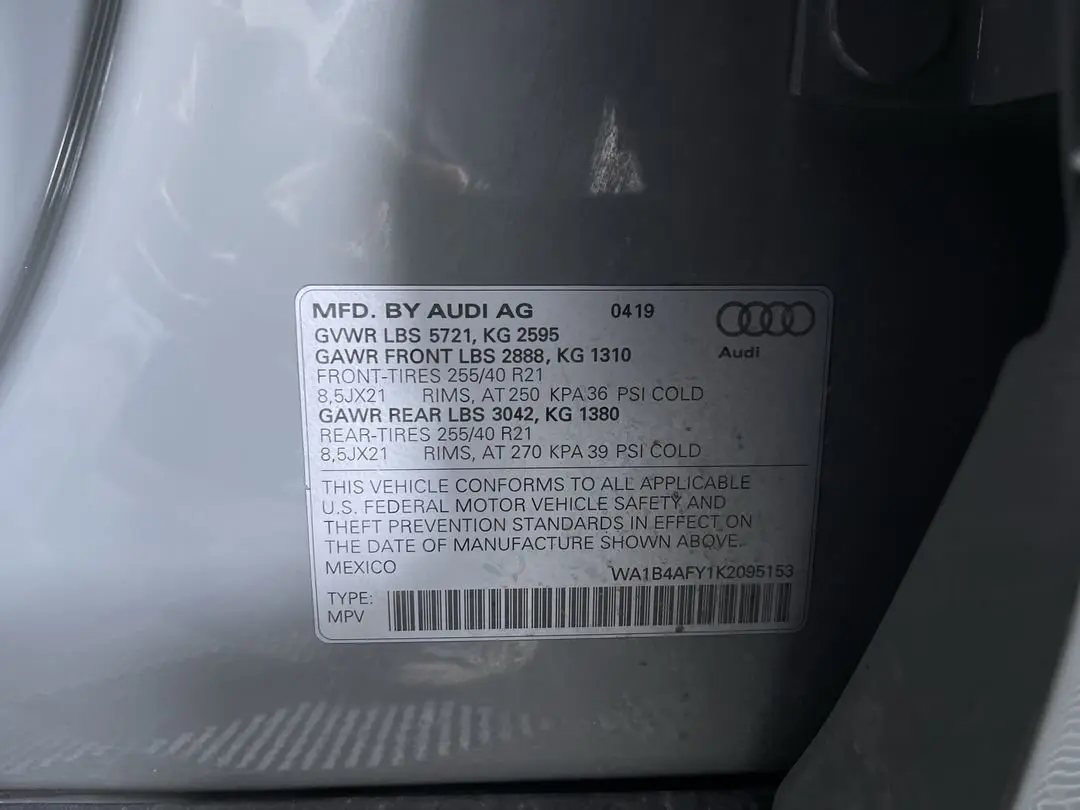 MFD. BY AUDI AG 0419
GVWR LBS 5721, KG 2595
GAWR FRONT LBS 2888, KG 1310
Audi
FRONT-TIRES 255/40 R21
8,5JX21 RIMS, AT 250 KPA 36 PSI COLD
GAWR REAR LBS 3042, KG 1380
REAR-TIRES 255/40 R21
8,5JX21 RIMS, AT 270 KPA 39 PSI COLD
THIS VEHICLE CONFORMS TO ALL APPLICABLE
U.S. FEDERAL MOTOR VEHICLE SAFETY AND
THEFT PREVENTION STANDARDS IN EFFECT ON
THE DATE OF MANUFACTURE SHOWN ABOVE.
MEXICO WA1B4AFY1K2095153
TYPE:
MPV